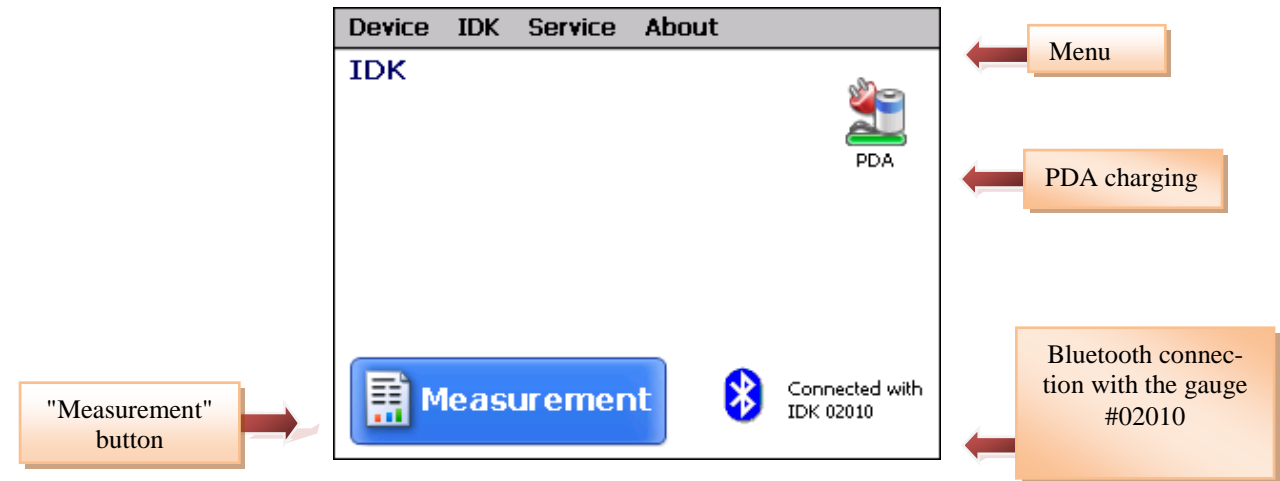 Device IDK Service About
Menu
IDK
PDA
PDA charging
Measurement
Connected with
IDK 02010
"Measurement"
button
Bluetooth connec-
tion with the gauge
#02010